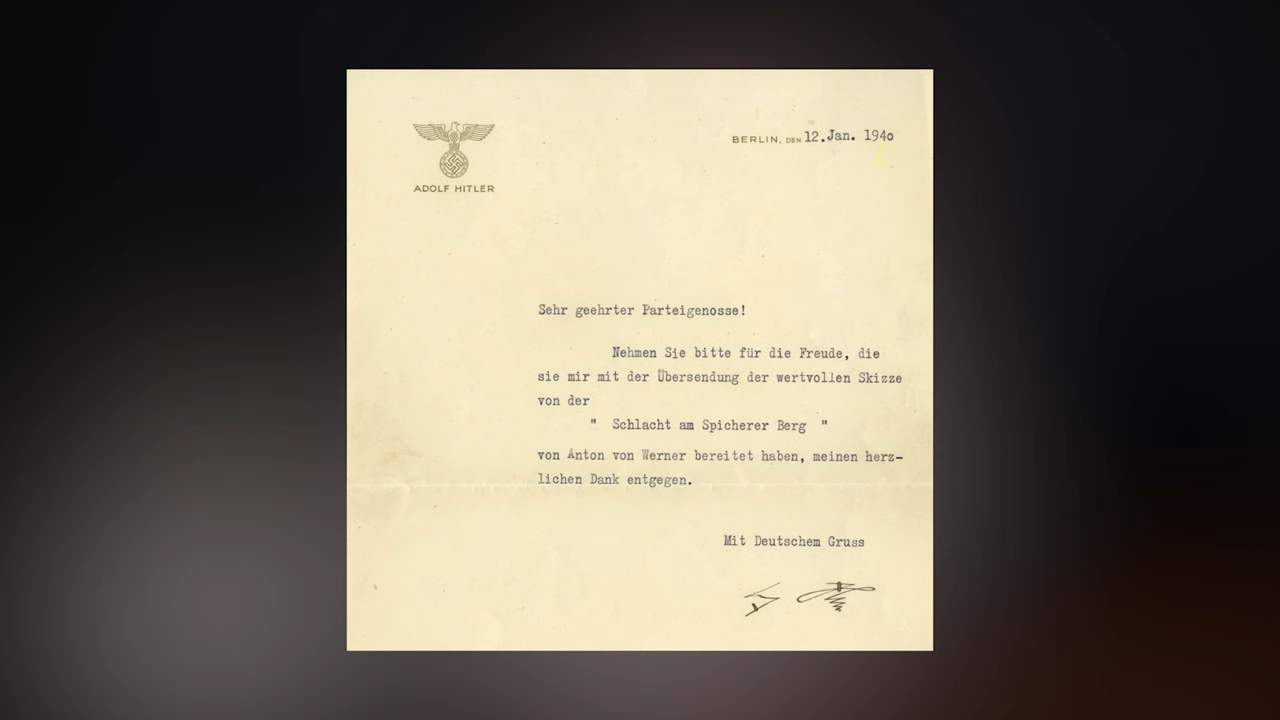 ADOLF HITLER
BERLIN, DEN 12.Jan. 1940
Sehr geehrter Parteigenosse!
Nehmen Sie bitte für die Freude, die
sie mir mit der Übersendung der wertvollen Skizze
von der
" Schlacht am Spicherer Berg "
von Anton von Werner bereitet haben, meinen herz-
lichen Dank entgegen.
Mit Deutschem Gruss